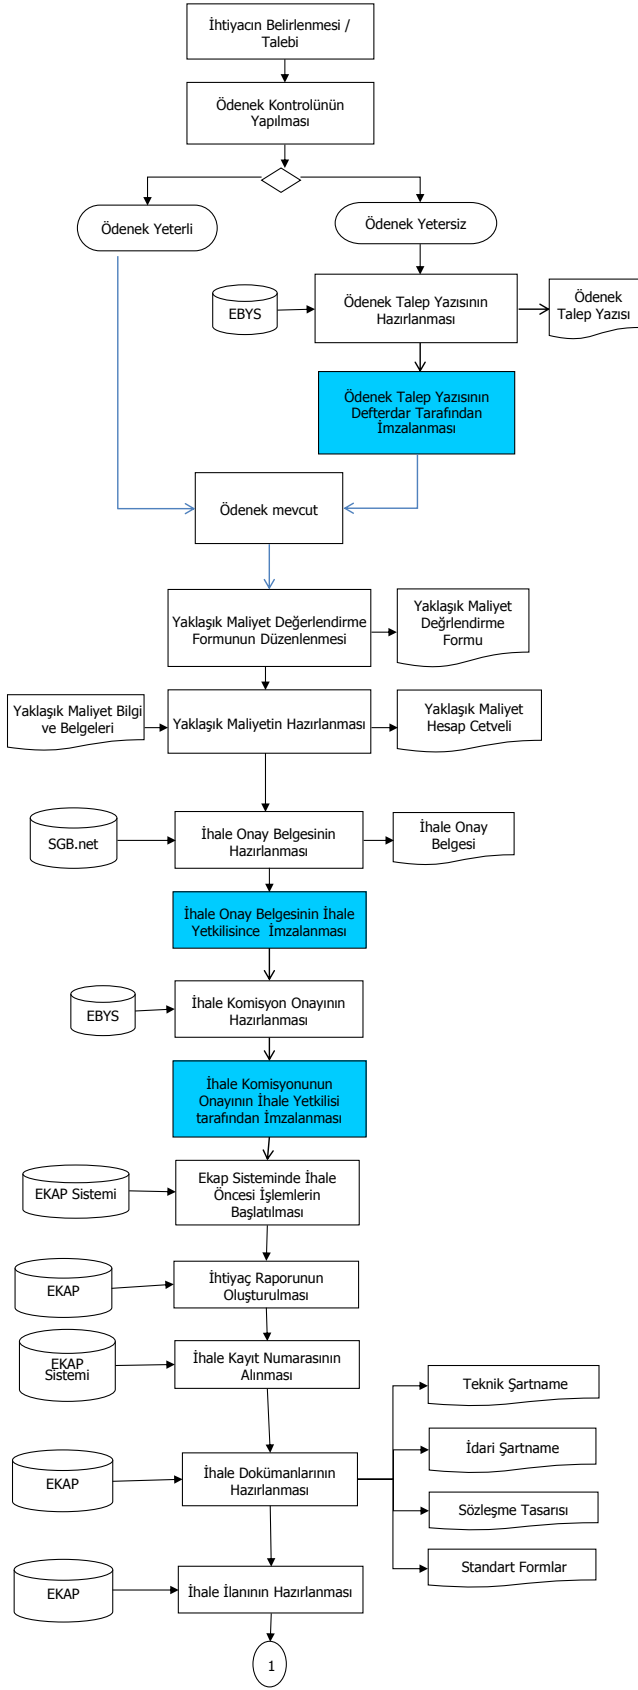 İhtiyacın Belirlenmesi /
Talebi
Ödenek Kontrolünün
Yapılması
Ödenek Yeterli
Ödenek Yetersiz
EBYS
Ödenek Talep Yazısının
Hazırlanması
Ödenek
Talep Yazısı
Ödenek Talep Yazısının
Defterdar Tarafından
İmzalanması
Ödenek mevcut
Yaklaşık Maliyet Değerlendirme
Formunun Düzenlenmesi
Yaklaşık Maliyet
Değrlendirme
Formu
Yaklaşık Maliyet Bilgi
ve Belgeleri
Yaklaşık Maliyetin Hazırlanması
Yaklaşık Maliyet
Hesap Cetveli
SGB.net
İhale Onay Belgesinin
Hazırlanması
İhale Onay
Belgesi
İhale Onay Belgesinin İhale
Yetkilisince İmzalanması
EBYS
İhale Komisyon Onayının
Hazırlanması
İhale Komisyonunun
Onayının İhale Yetkilisi
tarafından İmzalanması
EKAP Sistemi
Ekap Sisteminde İhale
Öncesi İşlemlerin
Başlatılması
EKAP
İhtiyaç Raporunun
Oluşturulması
EKAP
Sistemi
İhale Kayıt Numarasının
Alınması
Teknik Şartname
İdari Şartname
EKAP
İhale Dokümanlarının
Hazırlanması
Sözleşme Tasarısı
Standart Formlar
EKAP
İhale İlanının Hazırlanması
1